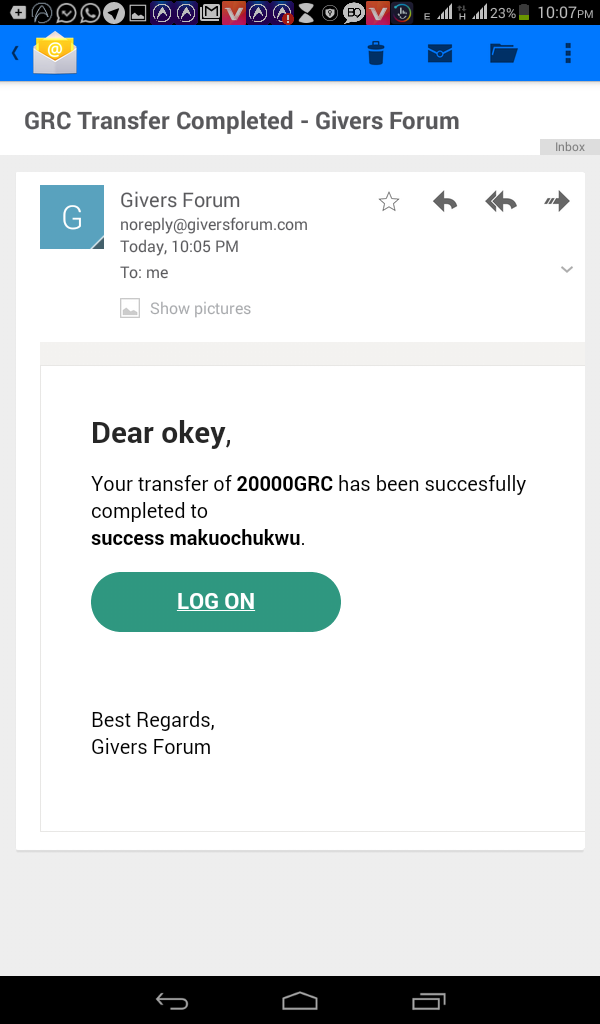 E H 23% 10:07PM
GRC Transfer Completed - Givers Forum
Inbox
G
Givers Forum
noreply@giversforum.com
Today, 10:05 PM
To: me
Show pictures
Dear okey,
Your transfer of 20000GRC has been succesfully
completed to
success makuochukwu.
LOG ON
Best Regards,
Givers Forum